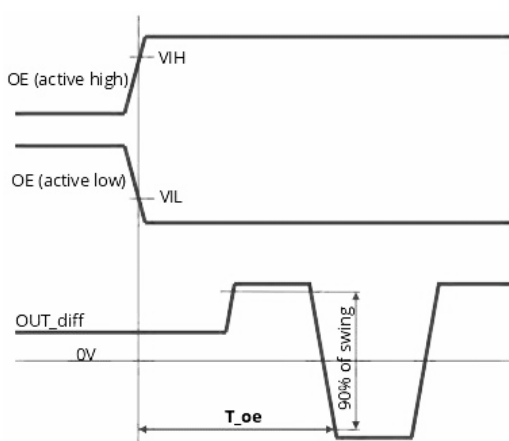 VIH
OE (active high)
OE (active low)
VIL
OUT_diff
0V
90% of swing
T_oe